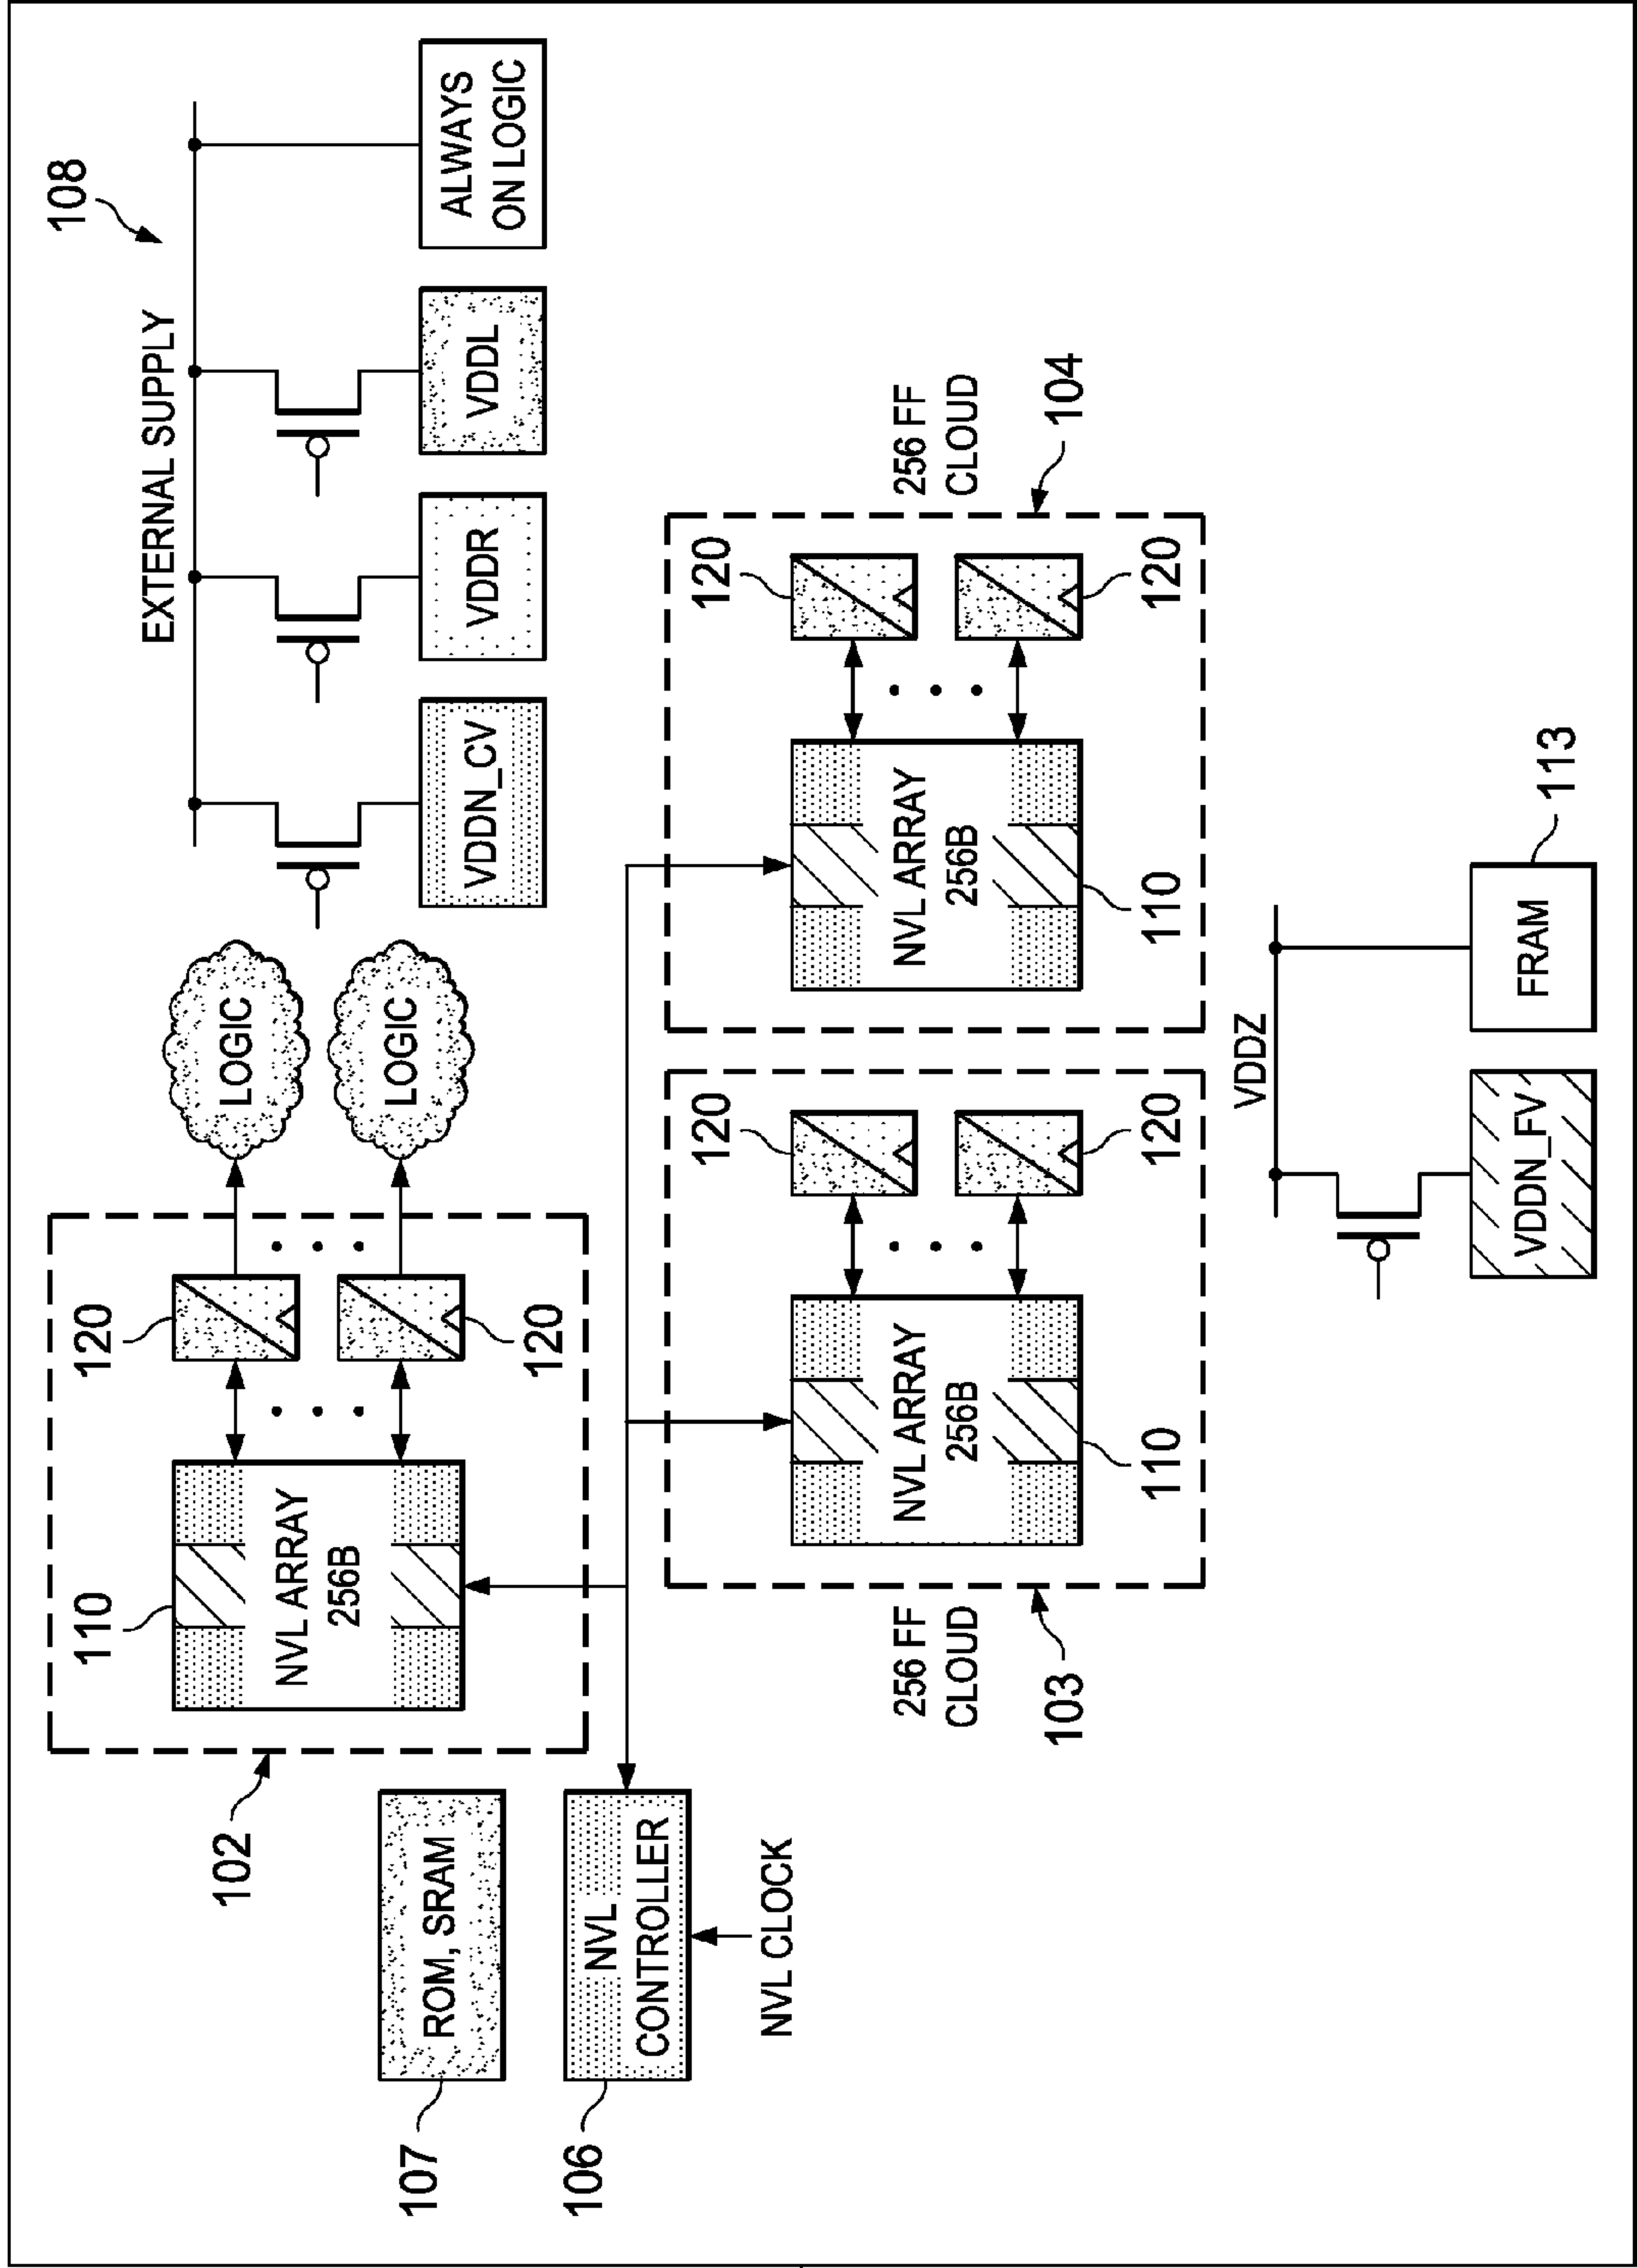 108
EXTERNAL SUPPLY
VDDN_CV
VDDR
VDDL
ALWAYS
ON LOGIC
102
110
NVL ARRAY
256B
120
120
LOGIC
LOGIC
107
ROM, SRAM
106
NVL
CONTROLLER
NVL CLOCK
256 FF
CLOUD
103
NVL ARRAY
256B
110
120
120
256 FF
CLOUD
104
NVL ARRAY
256B
110
120
120
VDDZ
VDDN_FV
FRAM
113